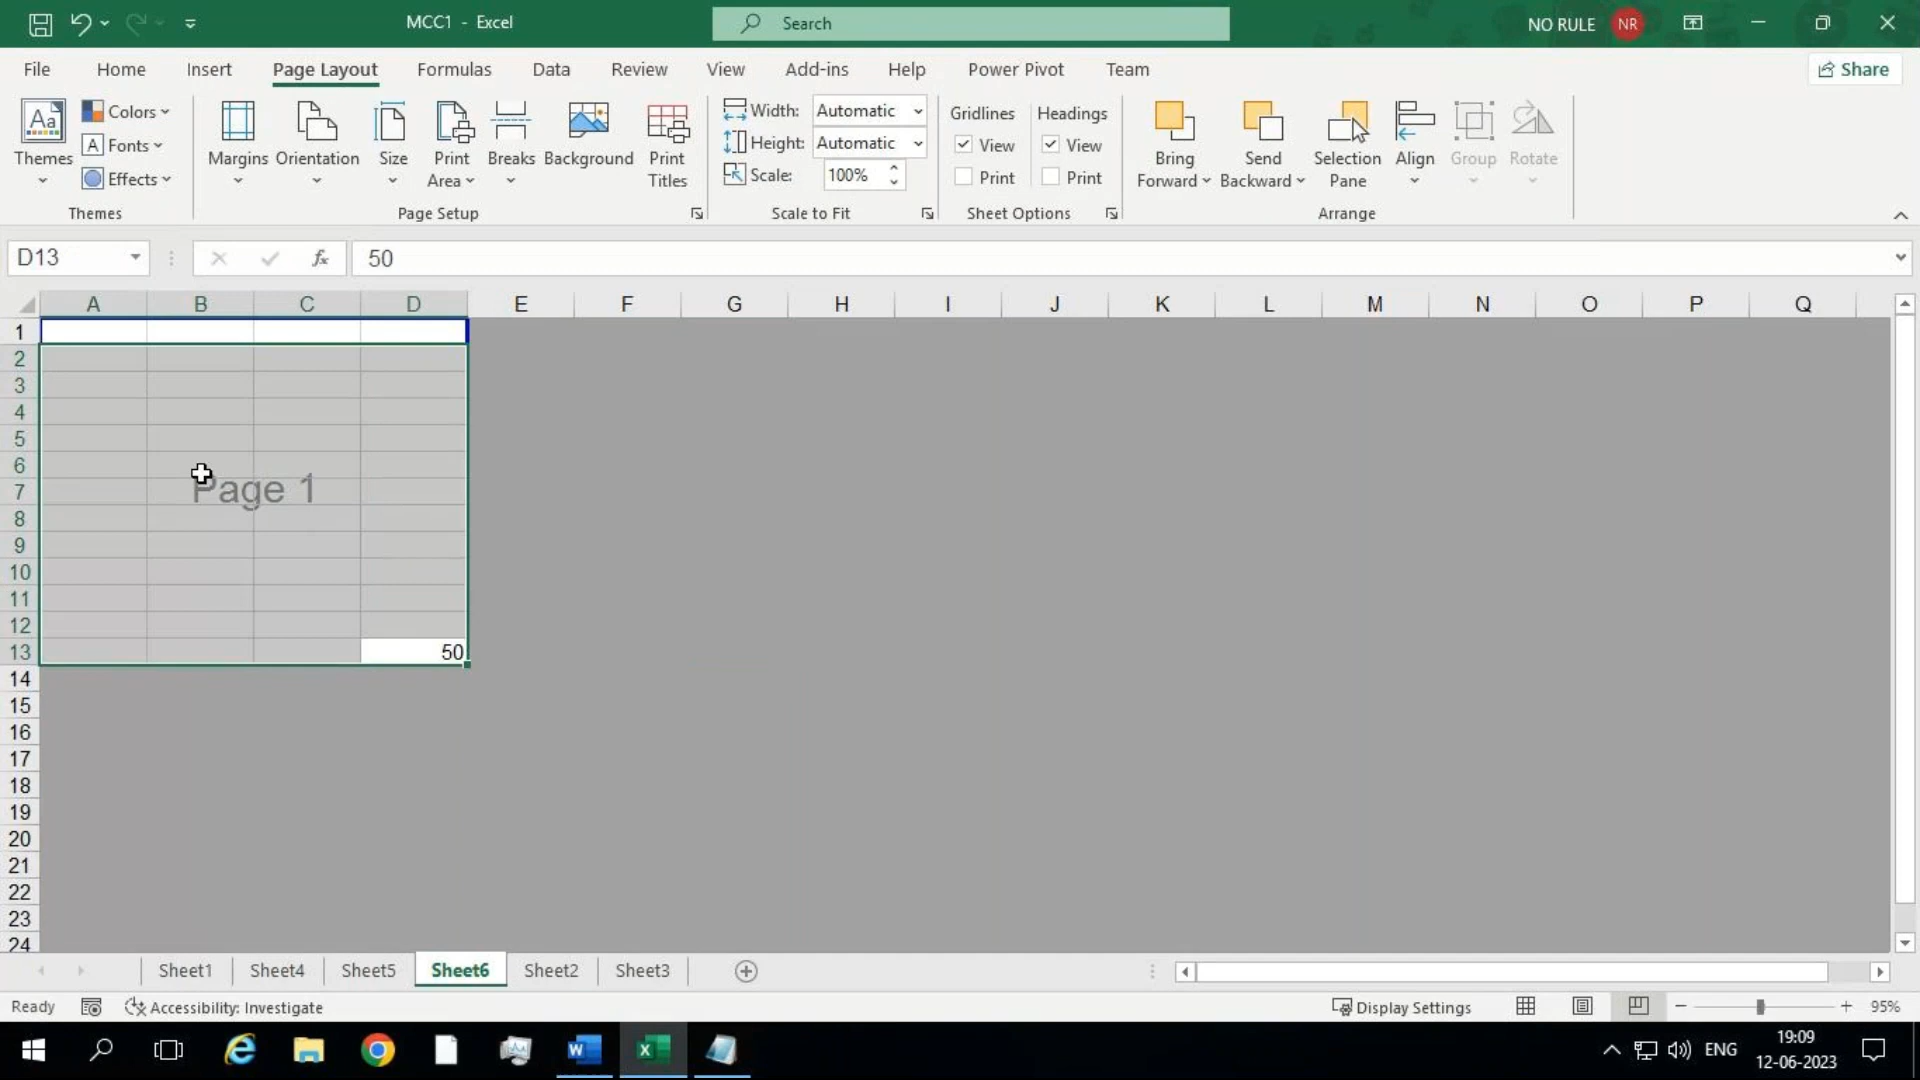 MCC1 - Excel
Search
NO RULE
NR
File Home Insert Page Layout Formulas Data Review View Add-ins Help Power Pivot Team
Share
Aa
Themes
Colors
A Fonts
Effects
Themes
Margins
Orientation
Size
Print Area
Breaks
Background
Print Titles
Page Setup
Width: Automatic
Height: Automatic
Scale: 100%
Scale to Fit
Gridlines
View
Print
Headings
View
Print
Sheet Options
Bring Forward
Send Backward
Selection Pane
Align
Group
Rotate
Arrange
D13
fx
50
A B C D E F G H I J K L M N O P Q
1
2
3
4
5
6
7
8
9
10
11
12
13
14
15
16
17
18
19
20
21
22
23
24
Page 1
50
Sheet1 Sheet4 Sheet5 Sheet6 Sheet2 Sheet3
Ready
Accessibility: Investigate
Display Settings
95%
ENG
19:09
12-06-2023